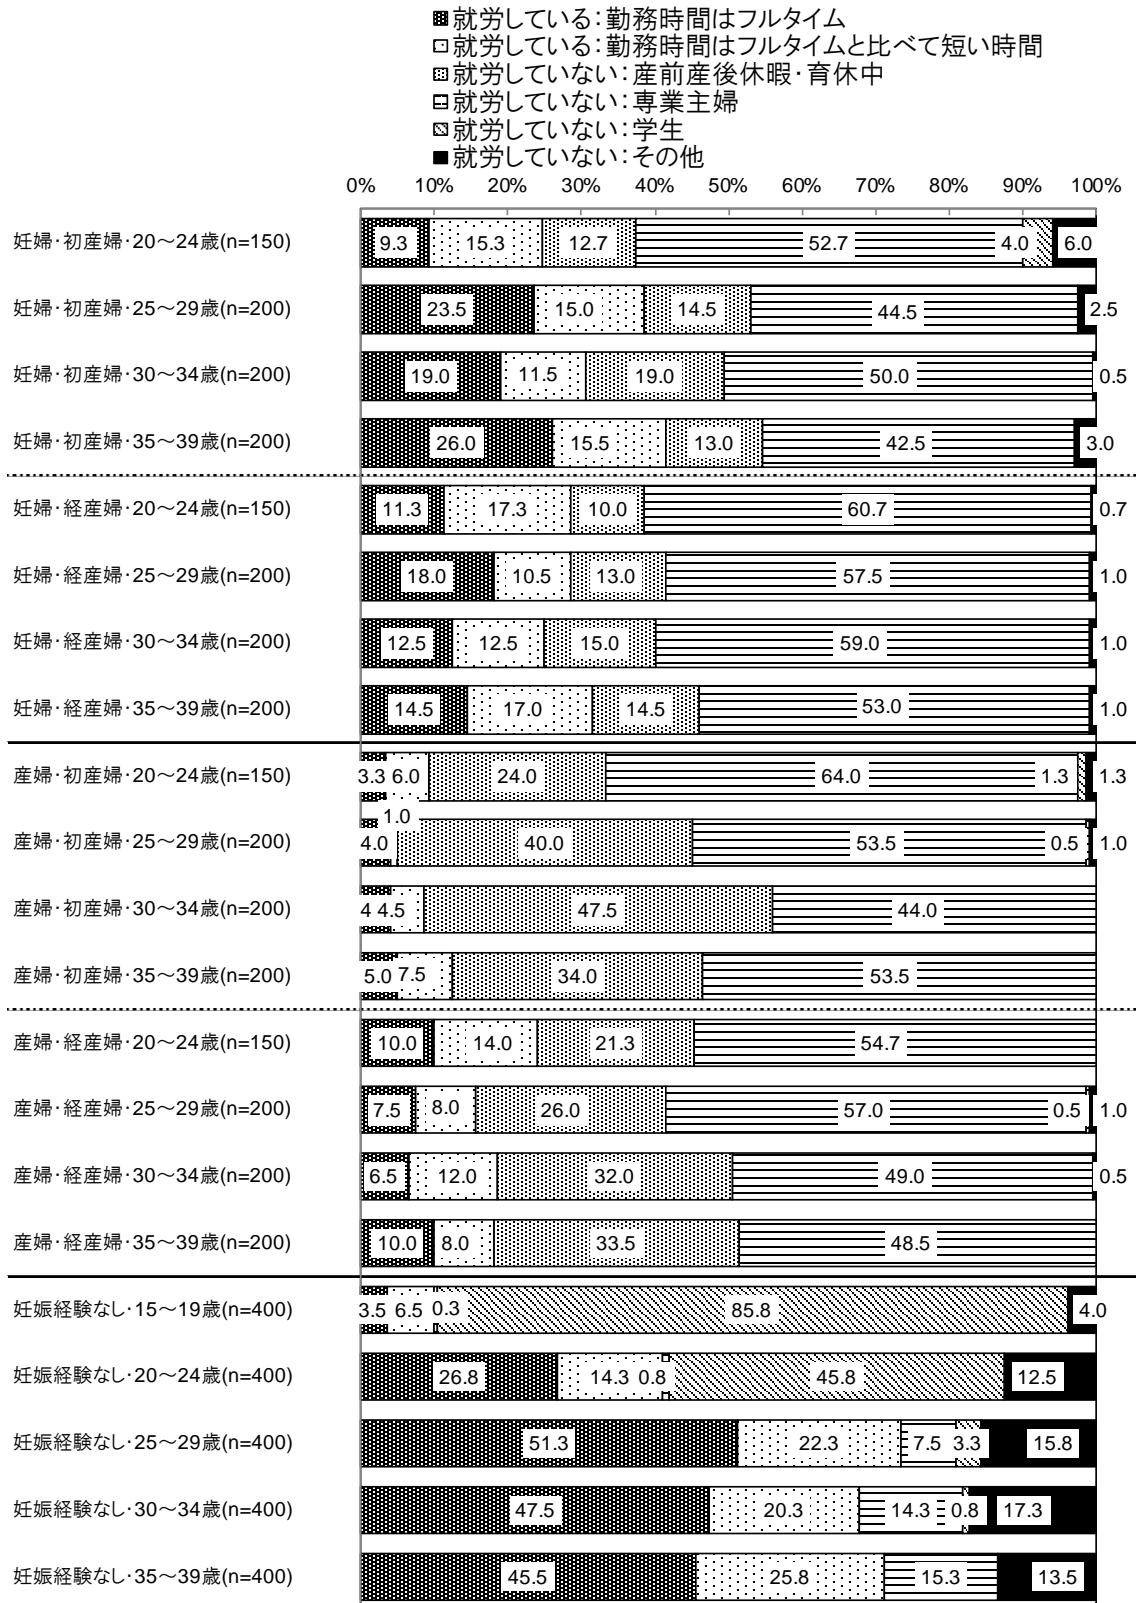 就労している：勤務時間はフルタイム
就労している：勤務時間はフルタイムと比べて短い時間
就労していない：産前産後休暇・育休中
就労していない：専業主婦
就労していない：学生
就労していない：その他
0% 10% 20% 30% 40% 50% 60% 70% 80% 90% 100%
妊婦・初産婦・20～24歳(n=150) 9.3 15.3 12.7 52.7 4.0 6.0
妊婦・初産婦・25～29歳(n=200) 23.5 15.0 14.5 44.5 2.5
妊婦・初産婦・30～34歳(n=200) 19.0 11.5 19.0 50.0 0.5
妊婦・初産婦・35～39歳(n=200) 26.0 15.5 13.0 42.5 3.0
妊婦・経産婦・20～24歳(n=150) 11.3 17.3 10.0 60.7 0.7
妊婦・経産婦・25～29歳(n=200) 18.0 10.5 13.0 57.5 1.0
妊婦・経産婦・30～34歳(n=200) 12.5 12.5 15.0 59.0 1.0
妊婦・経産婦・35～39歳(n=200) 14.5 17.0 14.5 53.0 1.0
産婦・初産婦・20～24歳(n=150) 3.3 6.0 24.0 64.0 1.3 1.3
産婦・初産婦・25～29歳(n=200) 4.0 1.0 40.0 53.5 0.5 1.0
産婦・初産婦・30～34歳(n=200) 4 4.5 47.5 44.0
産婦・初産婦・35～39歳(n=200) 5.0 7.5 34.0 53.5
産婦・経産婦・20～24歳(n=150) 10.0 14.0 21.3 54.7
産婦・経産婦・25～29歳(n=200) 7.5 8.0 26.0 57.0 0.5 1.0
産婦・経産婦・30～34歳(n=200) 6.5 12.0 32.0 49.0 0.5
産婦・経産婦・35～39歳(n=200) 10.0 8.0 33.5 48.5
妊娠経験なし・15～19歳(n=400) 3.5 6.5 0.3 85.8 4.0
妊娠経験なし・20～24歳(n=400) 26.8 14.3 0.8 45.8 12.5
妊娠経験なし・25～29歳(n=400) 51.3 22.3 7.5 3.3 15.8
妊娠経験なし・30～34歳(n=400) 47.5 20.3 14.3 0.8 17.3
妊娠経験なし・35～39歳(n=400) 45.5 25.8 15.3 13.5